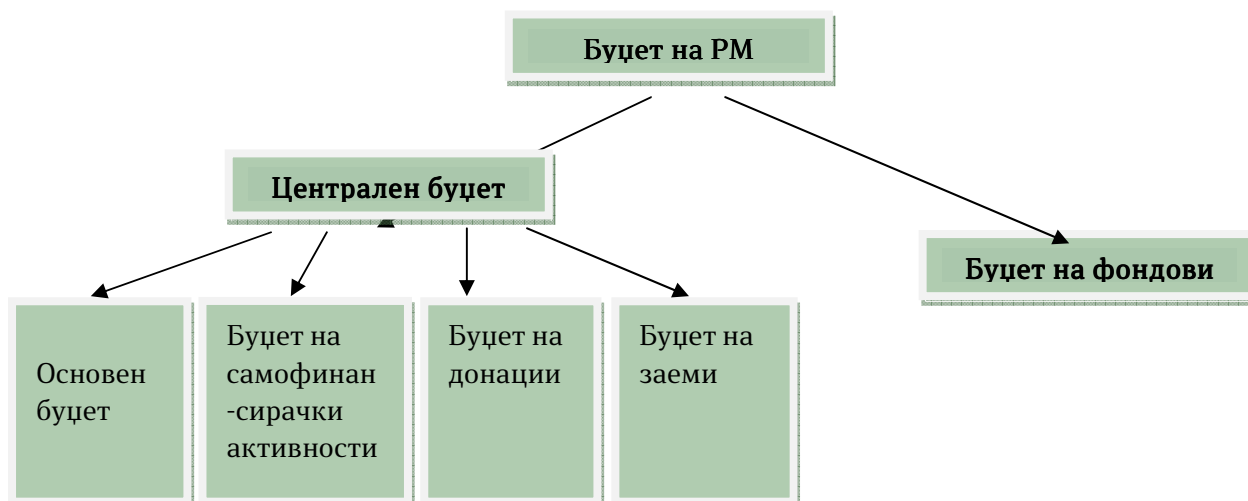 Буџет на РМ
Централен буџет
Буџет на фондови
Основен
буџет
Буџет на
самофинан
-сирачки
активности
Буџет на
донации
Буџет на
заеми